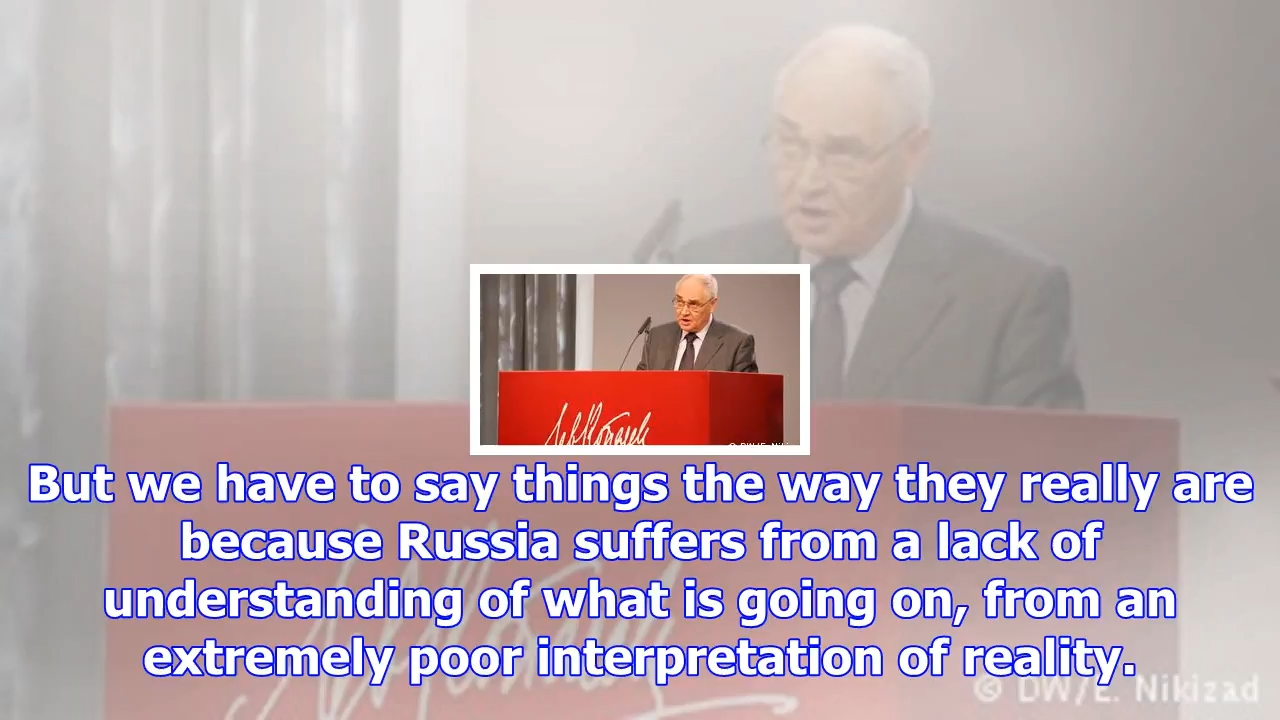 But we have to say things the way they really are
because Russia suffers from a lack of
understanding of what is going on, from an
extremely poor interpretation of reality.
© DW/E. Nikizad